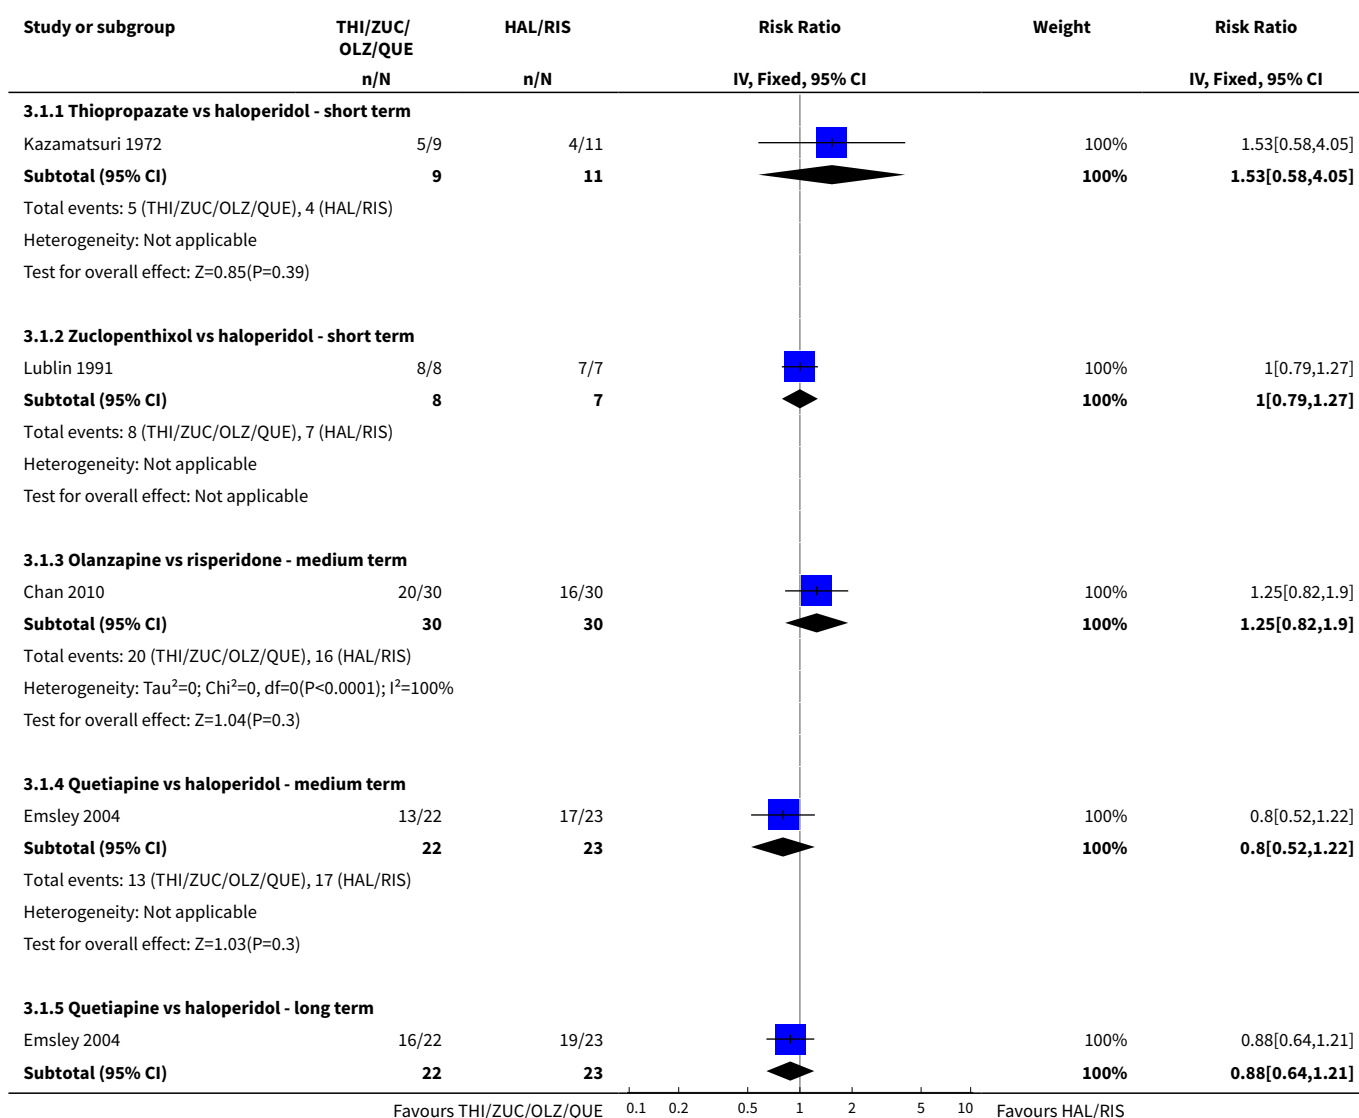 Study or subgroup THI/ZUC/ HAL/RIS Risk Ratio Weight Risk Ratio
OLZ/QUE
n/N n/N IV, Fixed, 95% CI IV, Fixed, 95% CI
3.1.1 Thiopropazate vs haloperidol - short term
Kazamatsuri 1972 5/9 4/11 100% 1.53[0.58,4.05]
Subtotal (95% CI) 9 11 100% 1.53[0.58,4.05]
Total events: 5 (THI/ZUC/OLZ/QUE), 4 (HAL/RIS)
Heterogeneity: Not applicable
Test for overall effect: Z=0.85(P=0.39)
3.1.2 Zuclopenthixol vs haloperidol - short term
Lublin 1991 8/8 7/7 100% 1[0.79,1.27]
Subtotal (95% CI) 8 7 100% 1[0.79,1.27]
Total events: 8 (THI/ZUC/OLZ/QUE), 7 (HAL/RIS)
Heterogeneity: Not applicable
Test for overall effect: Not applicable
3.1.3 Olanzapine vs risperidone - medium term
Chan 2010 20/30 16/30 100% 1.25[0.82,1.9]
Subtotal (95% CI) 30 30 100% 1.25[0.82,1.9]
Total events: 20 (THI/ZUC/OLZ/QUE), 16 (HAL/RIS)
Heterogeneity: Tau²=0; Chi²=0, df=0(P<0.0001); I²=100%
Test for overall effect: Z=1.04(P=0.3)
3.1.4 Quetiapine vs haloperidol - medium term
Emsley 2004 13/22 17/23 100% 0.8[0.52,1.22]
Subtotal (95% CI) 22 23 100% 0.8[0.52,1.22]
Total events: 13 (THI/ZUC/OLZ/QUE), 17 (HAL/RIS)
Heterogeneity: Not applicable
Test for overall effect: Z=1.03(P=0.3)
3.1.5 Quetiapine vs haloperidol - long term
Emsley 2004 16/22 19/23 100% 0.88[0.64,1.21]
Subtotal (95% CI) 22 23 100% 0.88[0.64,1.21]
Favours THI/ZUC/OLZ/QUE 0.1 0.2 0.5 1 2 5 10 Favours HAL/RIS